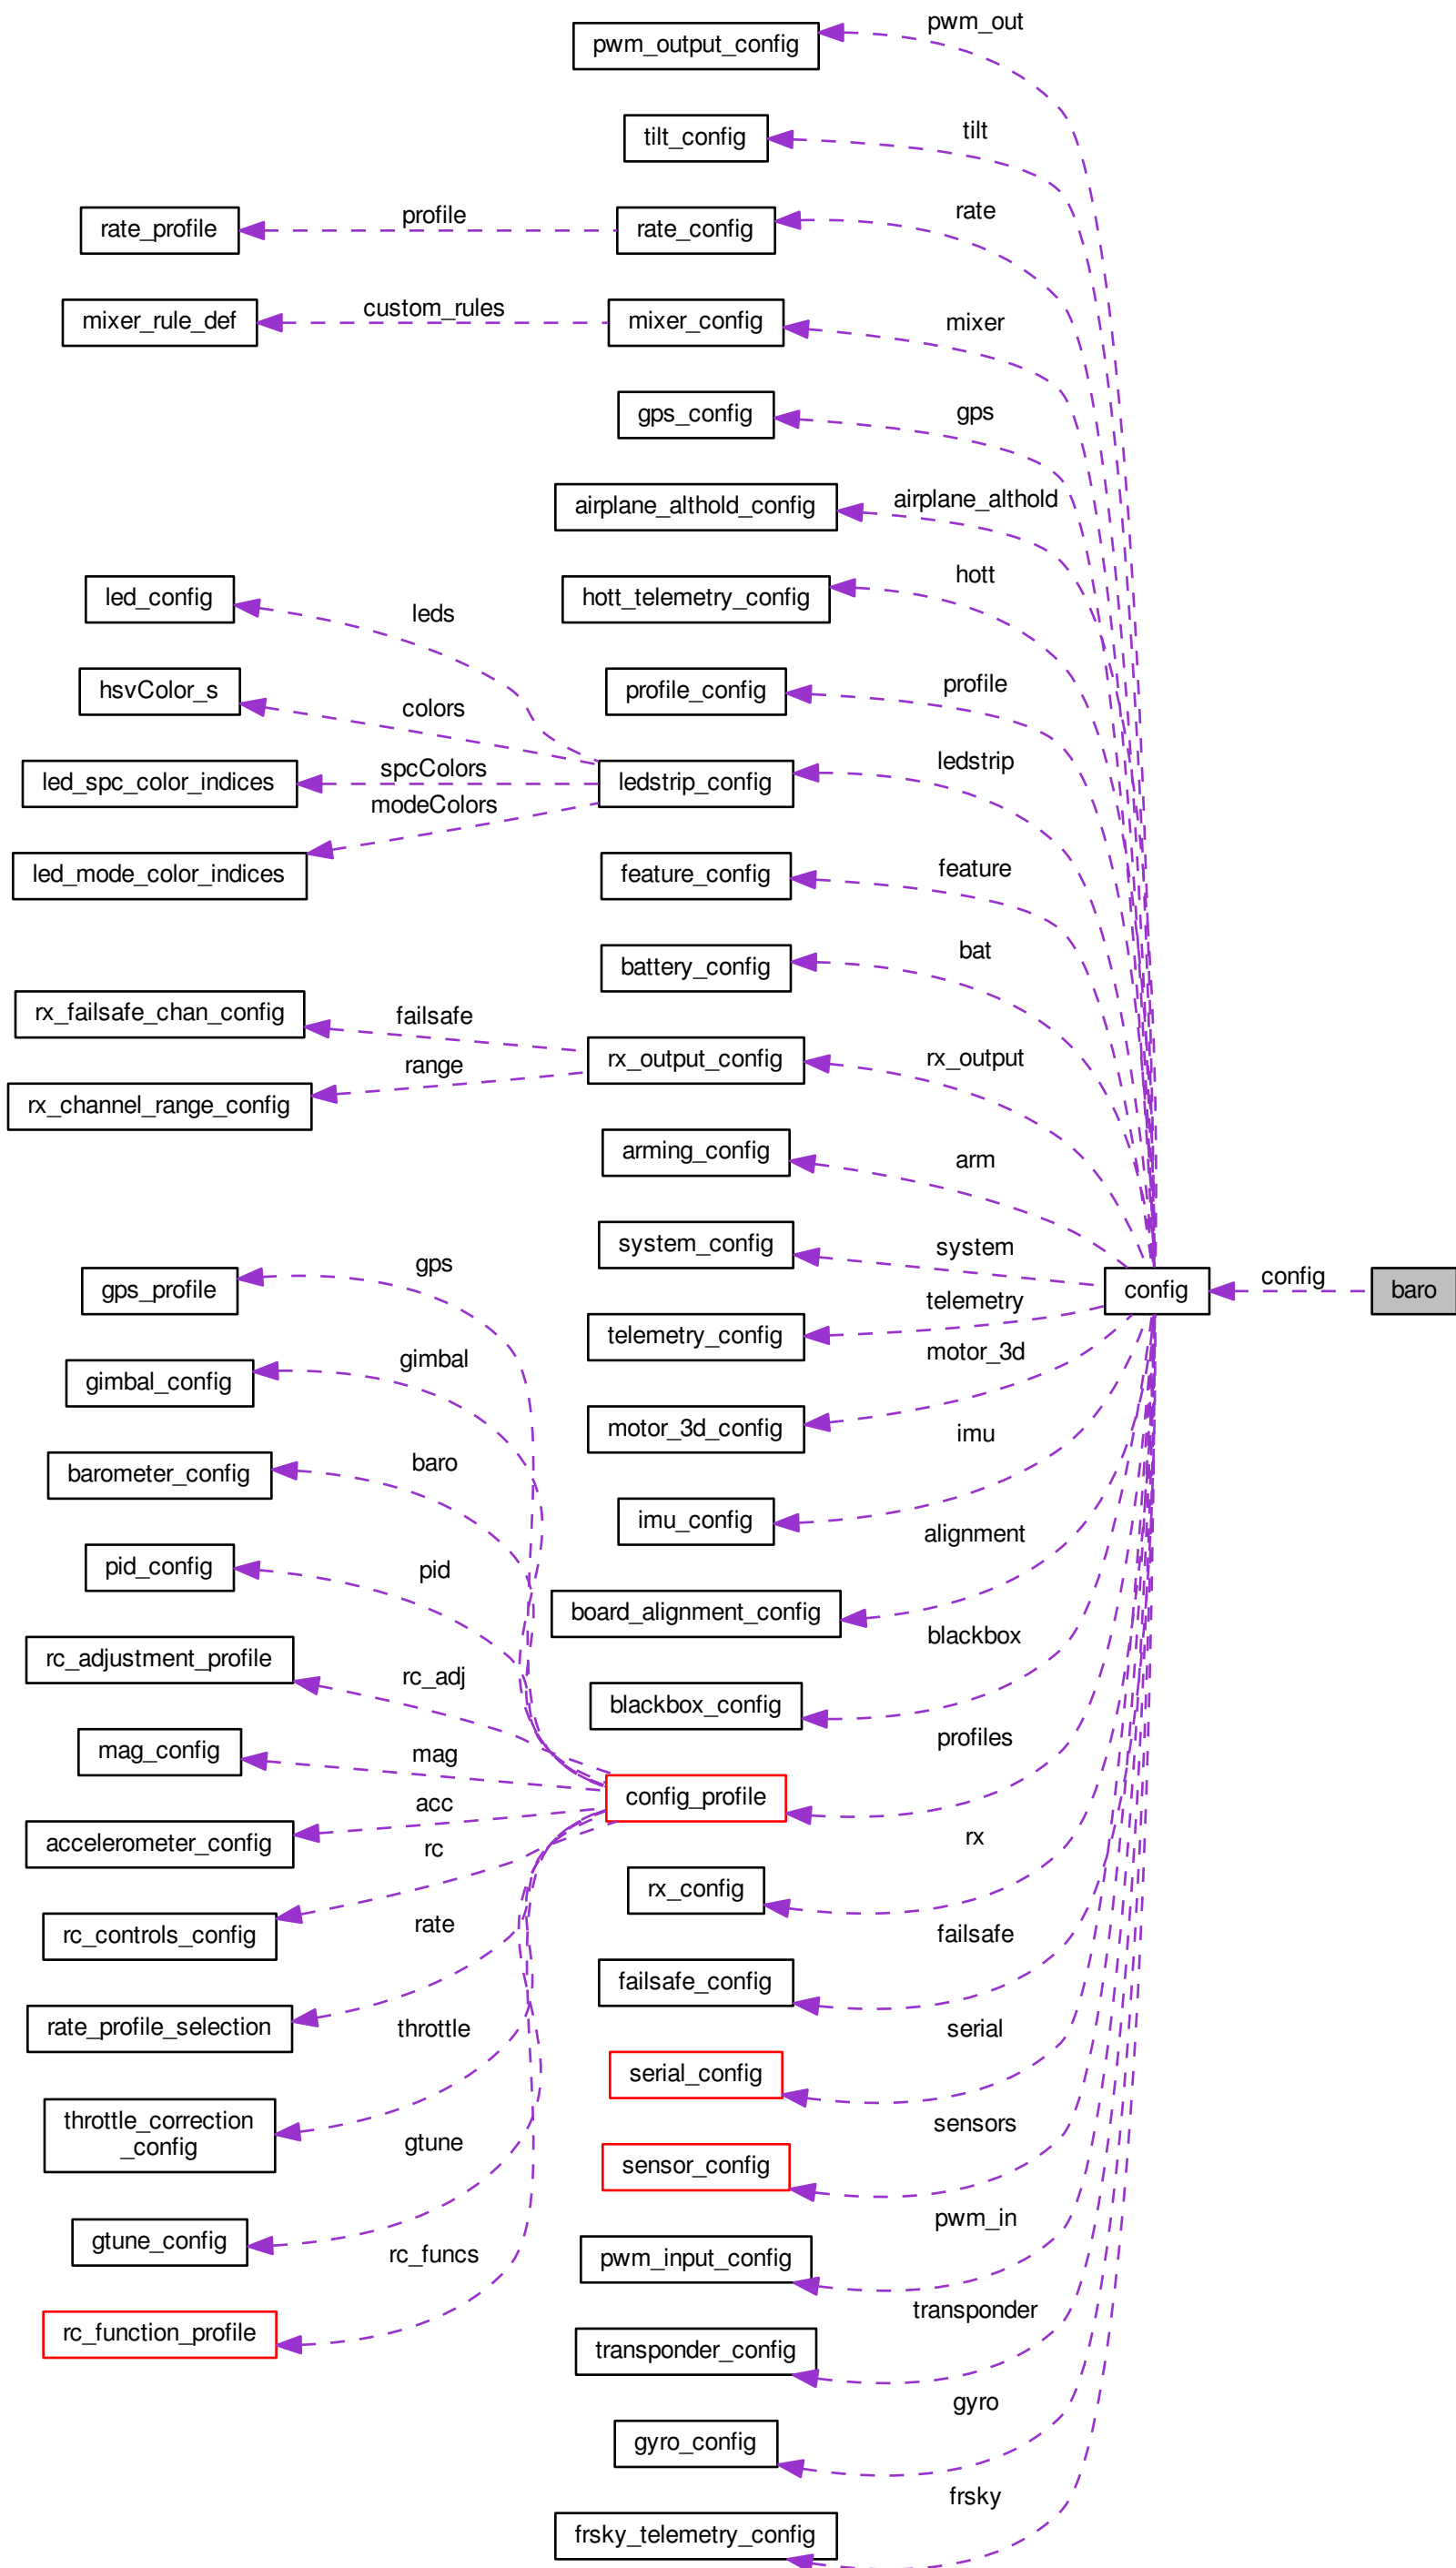 pwm_out
pwm_output_config
tilt
tilt_config
rate
profile
rate_profile
rate_config
custom_rules
mixer
mixer_rule_def
mixer_config
gps
gps_config
airplane_althold
airplane_althold_config
hott
led_config
leds
hott_telemetry_config
profile
hsvColor_s
colors
profile_config
ledstrip
spcColors
led_spc_color_indices
ledstrip_config
modeColors
feature
led_mode_color_indices
feature_config
bat
battery_config
rx_failsafe_chan_config
failsafe
rx_output
range
rx_output_config
rx_channel_range_config
arming_config
arm
system_config
system
gps
gps_profile
config
config
baro
telemetry
telemetry_config
motor_3d
gimbal
gimbal_config
motor_3d_config
imu
baro
barometer_config
imu_config
alignment
pid_config
pid
board_alignment_config
blackbox
rc_adjustment_profile
rc_adj
blackbox_config
profiles
mag_config
mag
config_profile
acc
accelerometer_config
rc
rx
rx_config
rc_controls_config
rate
failsafe
failsafe_config
rate_profile_selection
throttle
serial
serial_config
throttle_correction
_config
gtune
sensors
sensor_config
pwm_in
gtune_config
rc_funcs
pwm_input_config
transponder
rc_function_profile
transponder_config
gyro
gyro_config
frsky
frsky_telemetry_config